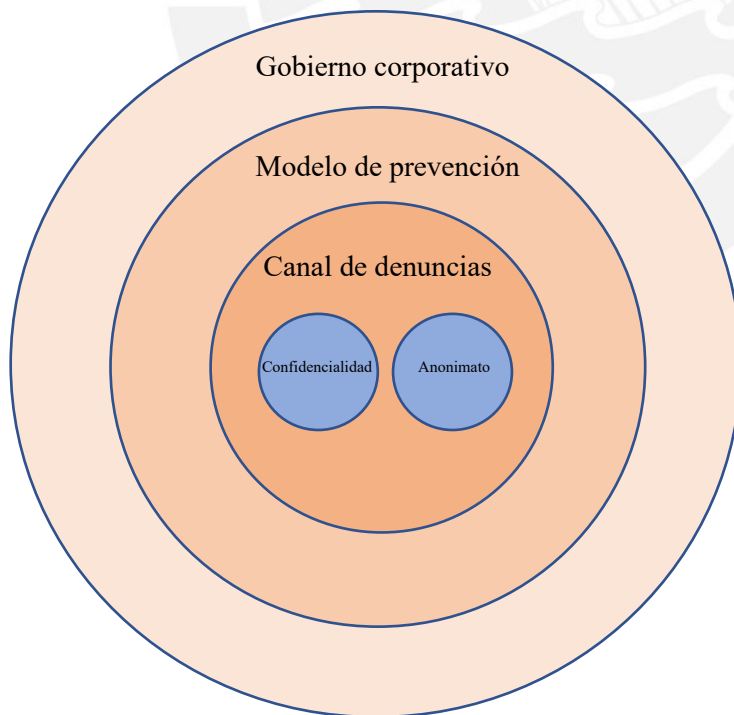 Gobierno corporativo
Modelo de prevención
Canal de denuncias
Confidencialidad
Anonimato